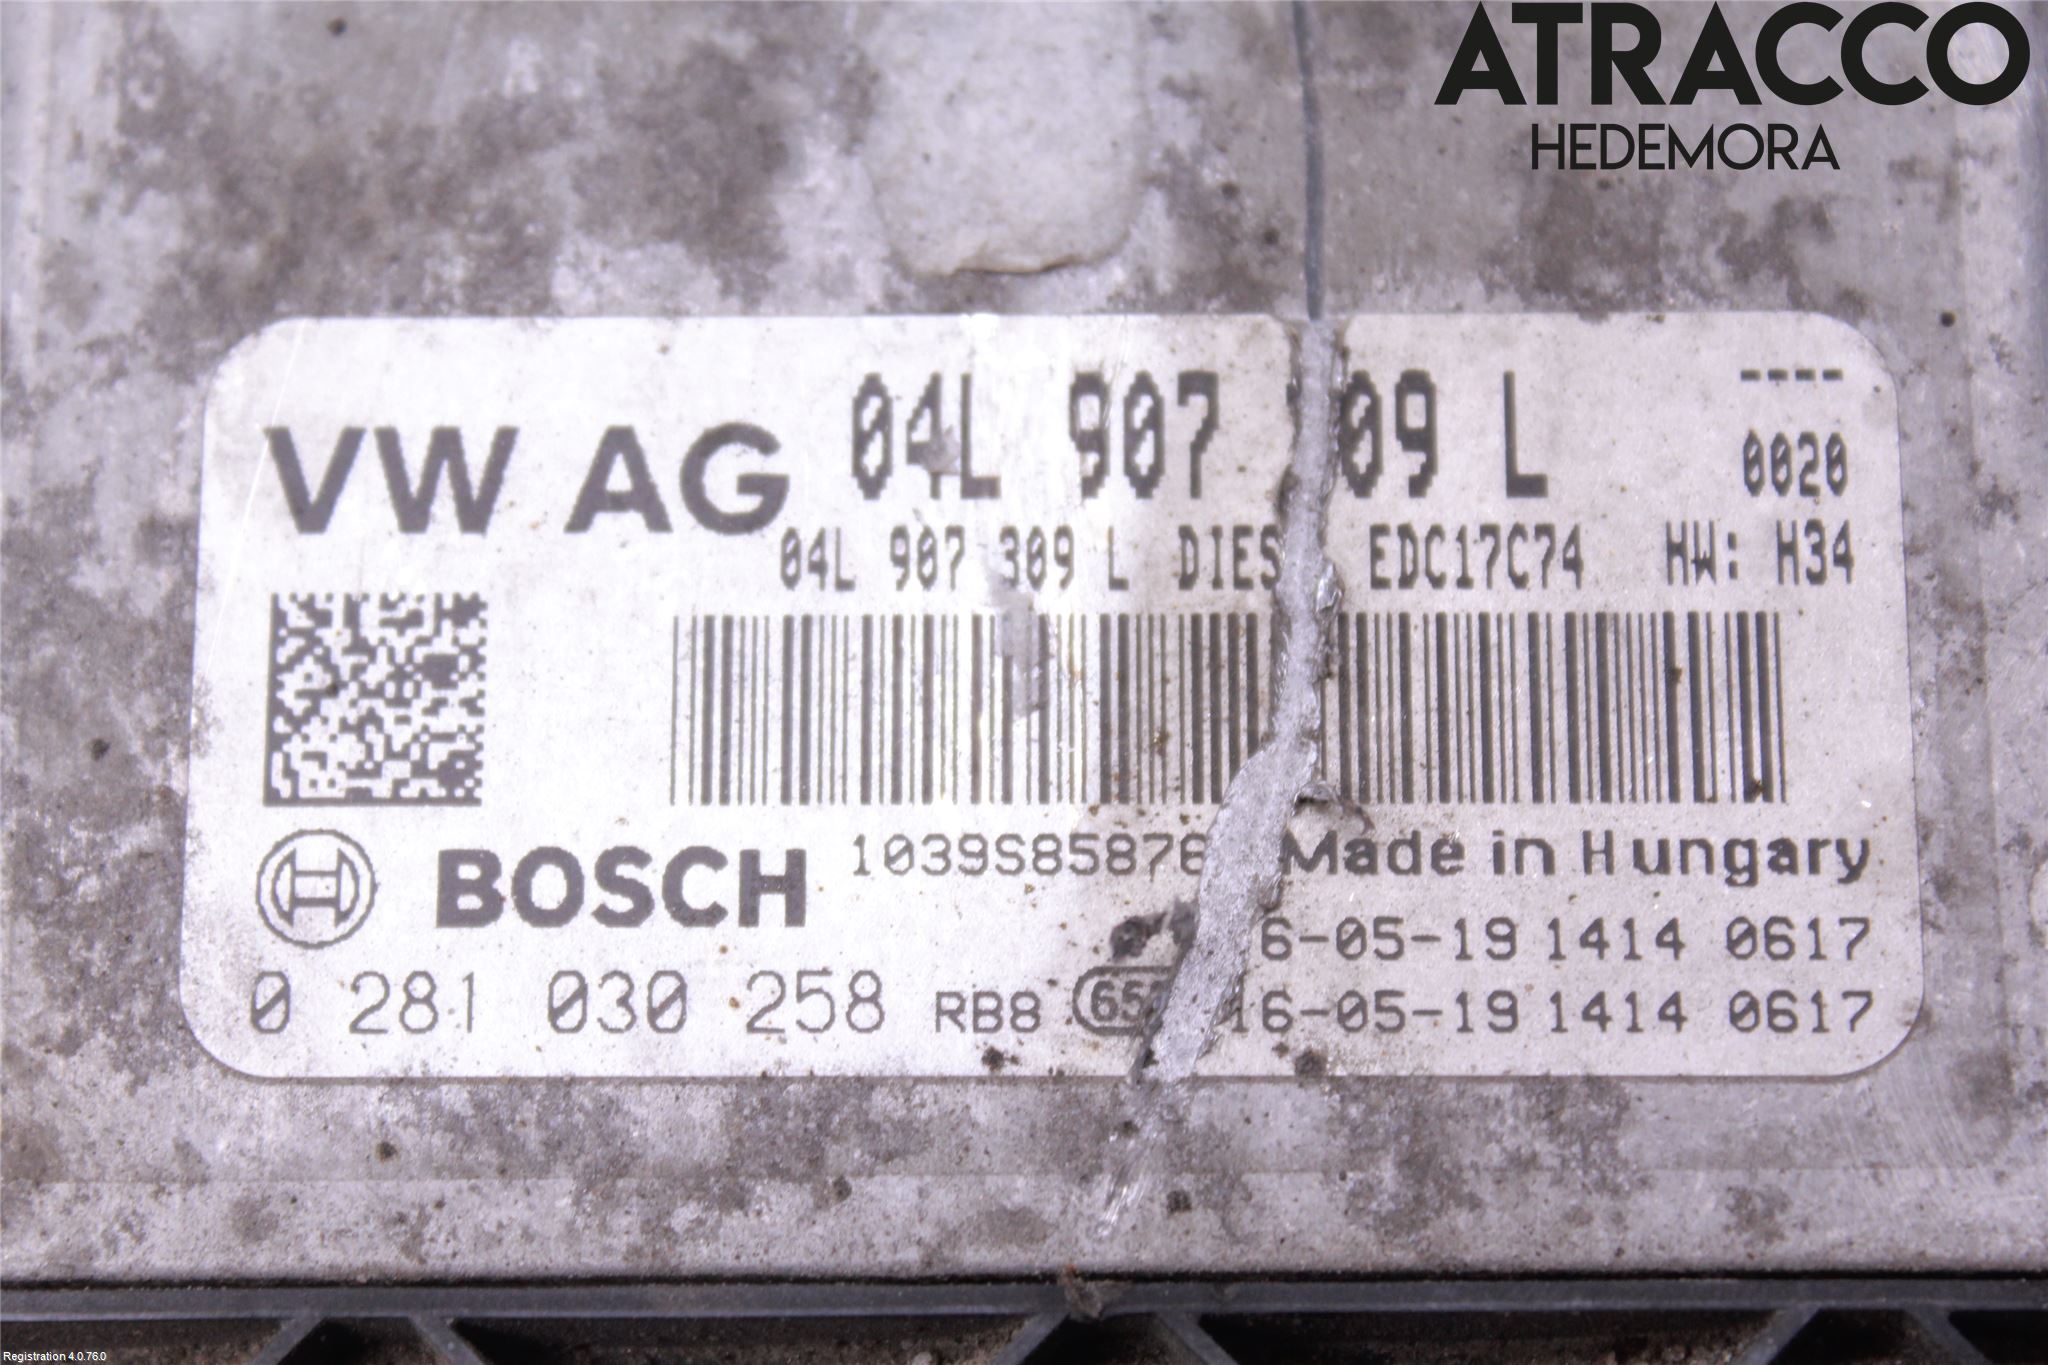 ATRACCO
HEDEMORA
VW AG 04L 907 09 L ----
0020
04L 907 309 L DIES EDC17C74 HW: H34
BOSCH 1039S8587 Made in Hungary
6-05-19 1414 0617
0 281 030 258 RB8 65 16-05-19 1414 0617
Registration 4.0.76.0